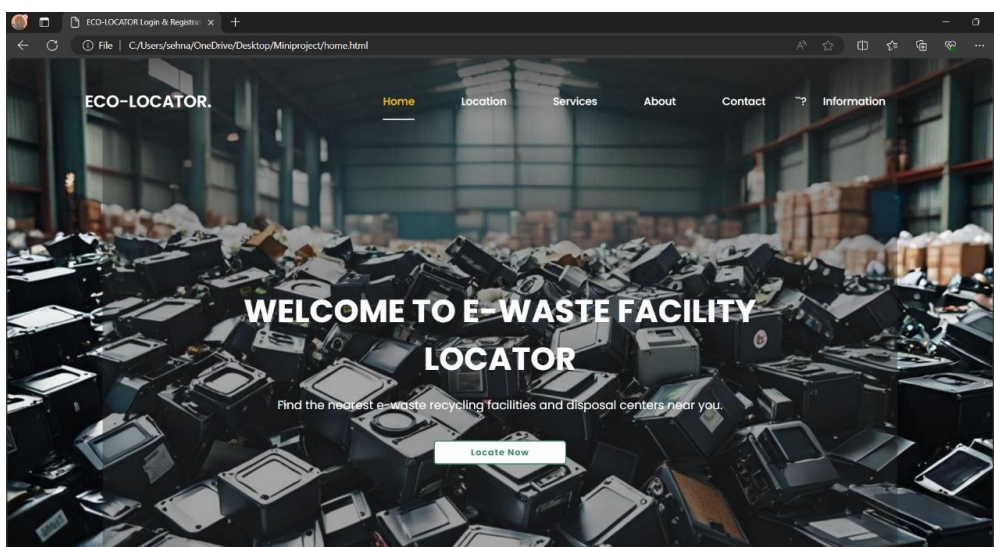 ECO-LOCATOR Login & Registrat
File | C:/Users/sehna/OneDrive/Desktop/Miniproject/home.html
ECO-LOCATOR. Home Location Services About Contact ? Information
WELCOME TO E-WASTE FACILITY
LOCATOR
Find the nearest e-waste recycling facilities and disposal centers near you.
Locate Now